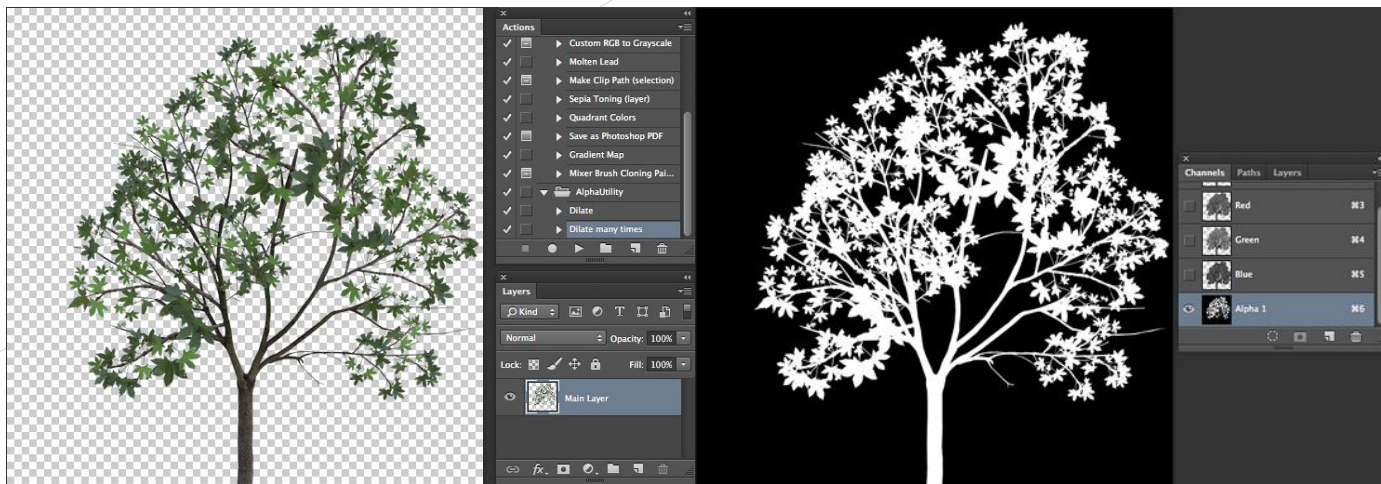 Actions
Custom RGB to Grayscale
Molten Lead
Make Clip Path (selection)
Sepia Toning (layer)
Quadrant Colors
Save as Photoshop PDF
Gradient Map
Mixer Brush Cloning Pai...
AlphaUtility
Dilate
Dilate many times
Layers
Kind
Normal
Opacity: 100%
Lock:
Fill: 100%
Main Layer
fx
Channels Paths Layers
Red ⌘3
Green ⌘4
Blue ⌘5
Alpha 1 ⌘6